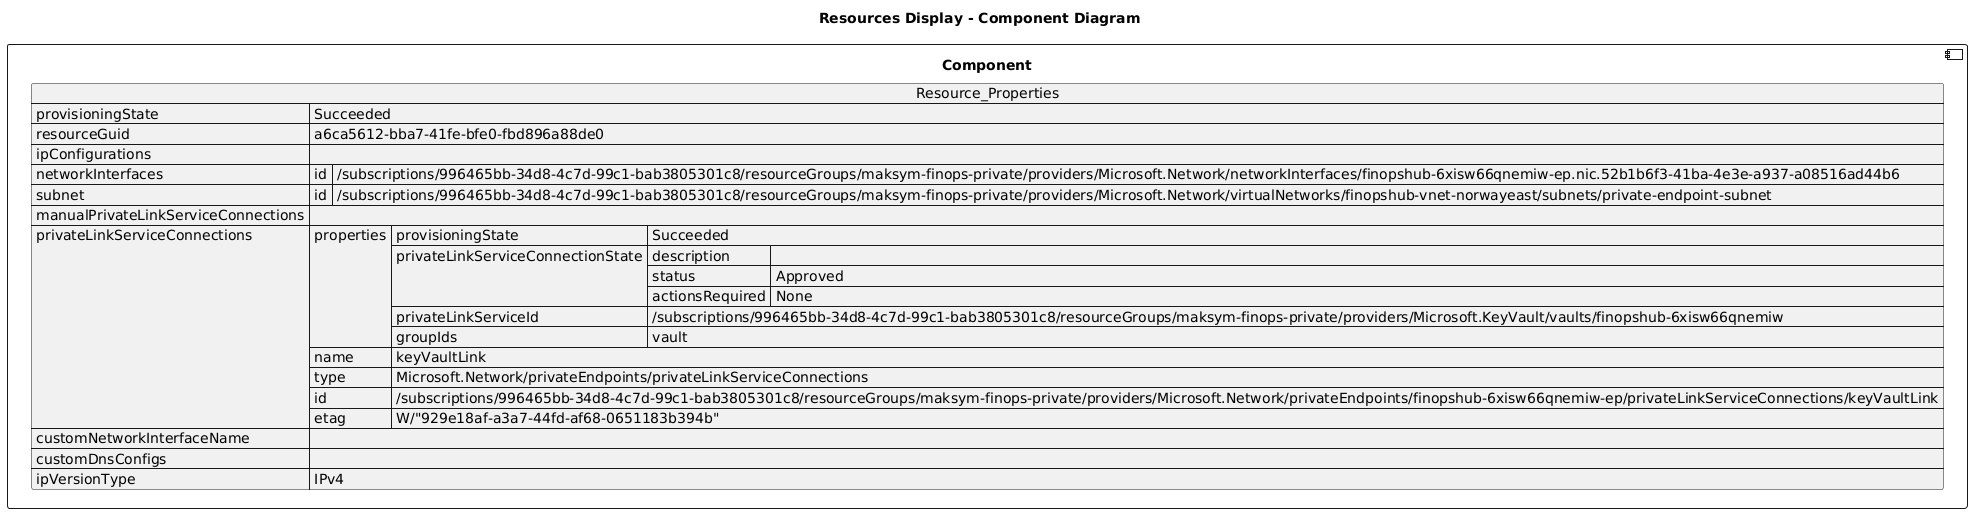 Resources Display - Component Diagram
Component
Resource_Properties
provisioningState Succeeded
resourceGuid a6ca5612-bba7-41fe-bfe0-fbd896a88de0
ipConfigurations
networkInterfaces id /subscriptions/996465bb-34d8-4c7d-99c1-bab3805301c8/resourceGroups/maksym-finops-private/providers/Microsoft.Network/networkInterfaces/finopshub-6xisw66qnemiw-ep.nic.52b1b6f3-41ba-4e3e-a937-a08516ad44b6
subnet id /subscriptions/996465bb-34d8-4c7d-99c1-bab3805301c8/resourceGroups/maksym-finops-private/providers/Microsoft.Network/virtualNetworks/finopshub-vnet-norwayeast/subnets/private-endpoint-subnet
manualPrivateLinkServiceConnections
privateLinkServiceConnections properties provisioningState Succeeded
privateLinkServiceConnectionState description
status Approved
actionsRequired None
privateLinkServiceId /subscriptions/996465bb-34d8-4c7d-99c1-bab3805301c8/resourceGroups/maksym-finops-private/providers/Microsoft.KeyVault/vaults/finopshub-6xisw66qnemiw
groupIds vault
name keyVaultLink
type Microsoft.Network/privateEndpoints/privateLinkServiceConnections
id /subscriptions/996465bb-34d8-4c7d-99c1-bab3805301c8/resourceGroups/maksym-finops-private/providers/Microsoft.Network/privateEndpoints/finopshub-6xisw66qnemiw-ep/privateLinkServiceConnections/keyVaultLink
etag W/"929e18af-a3a7-44fd-af68-0651183b394b"
customNetworkInterfaceName
customDnsConfigs
ipVersionType IPv4